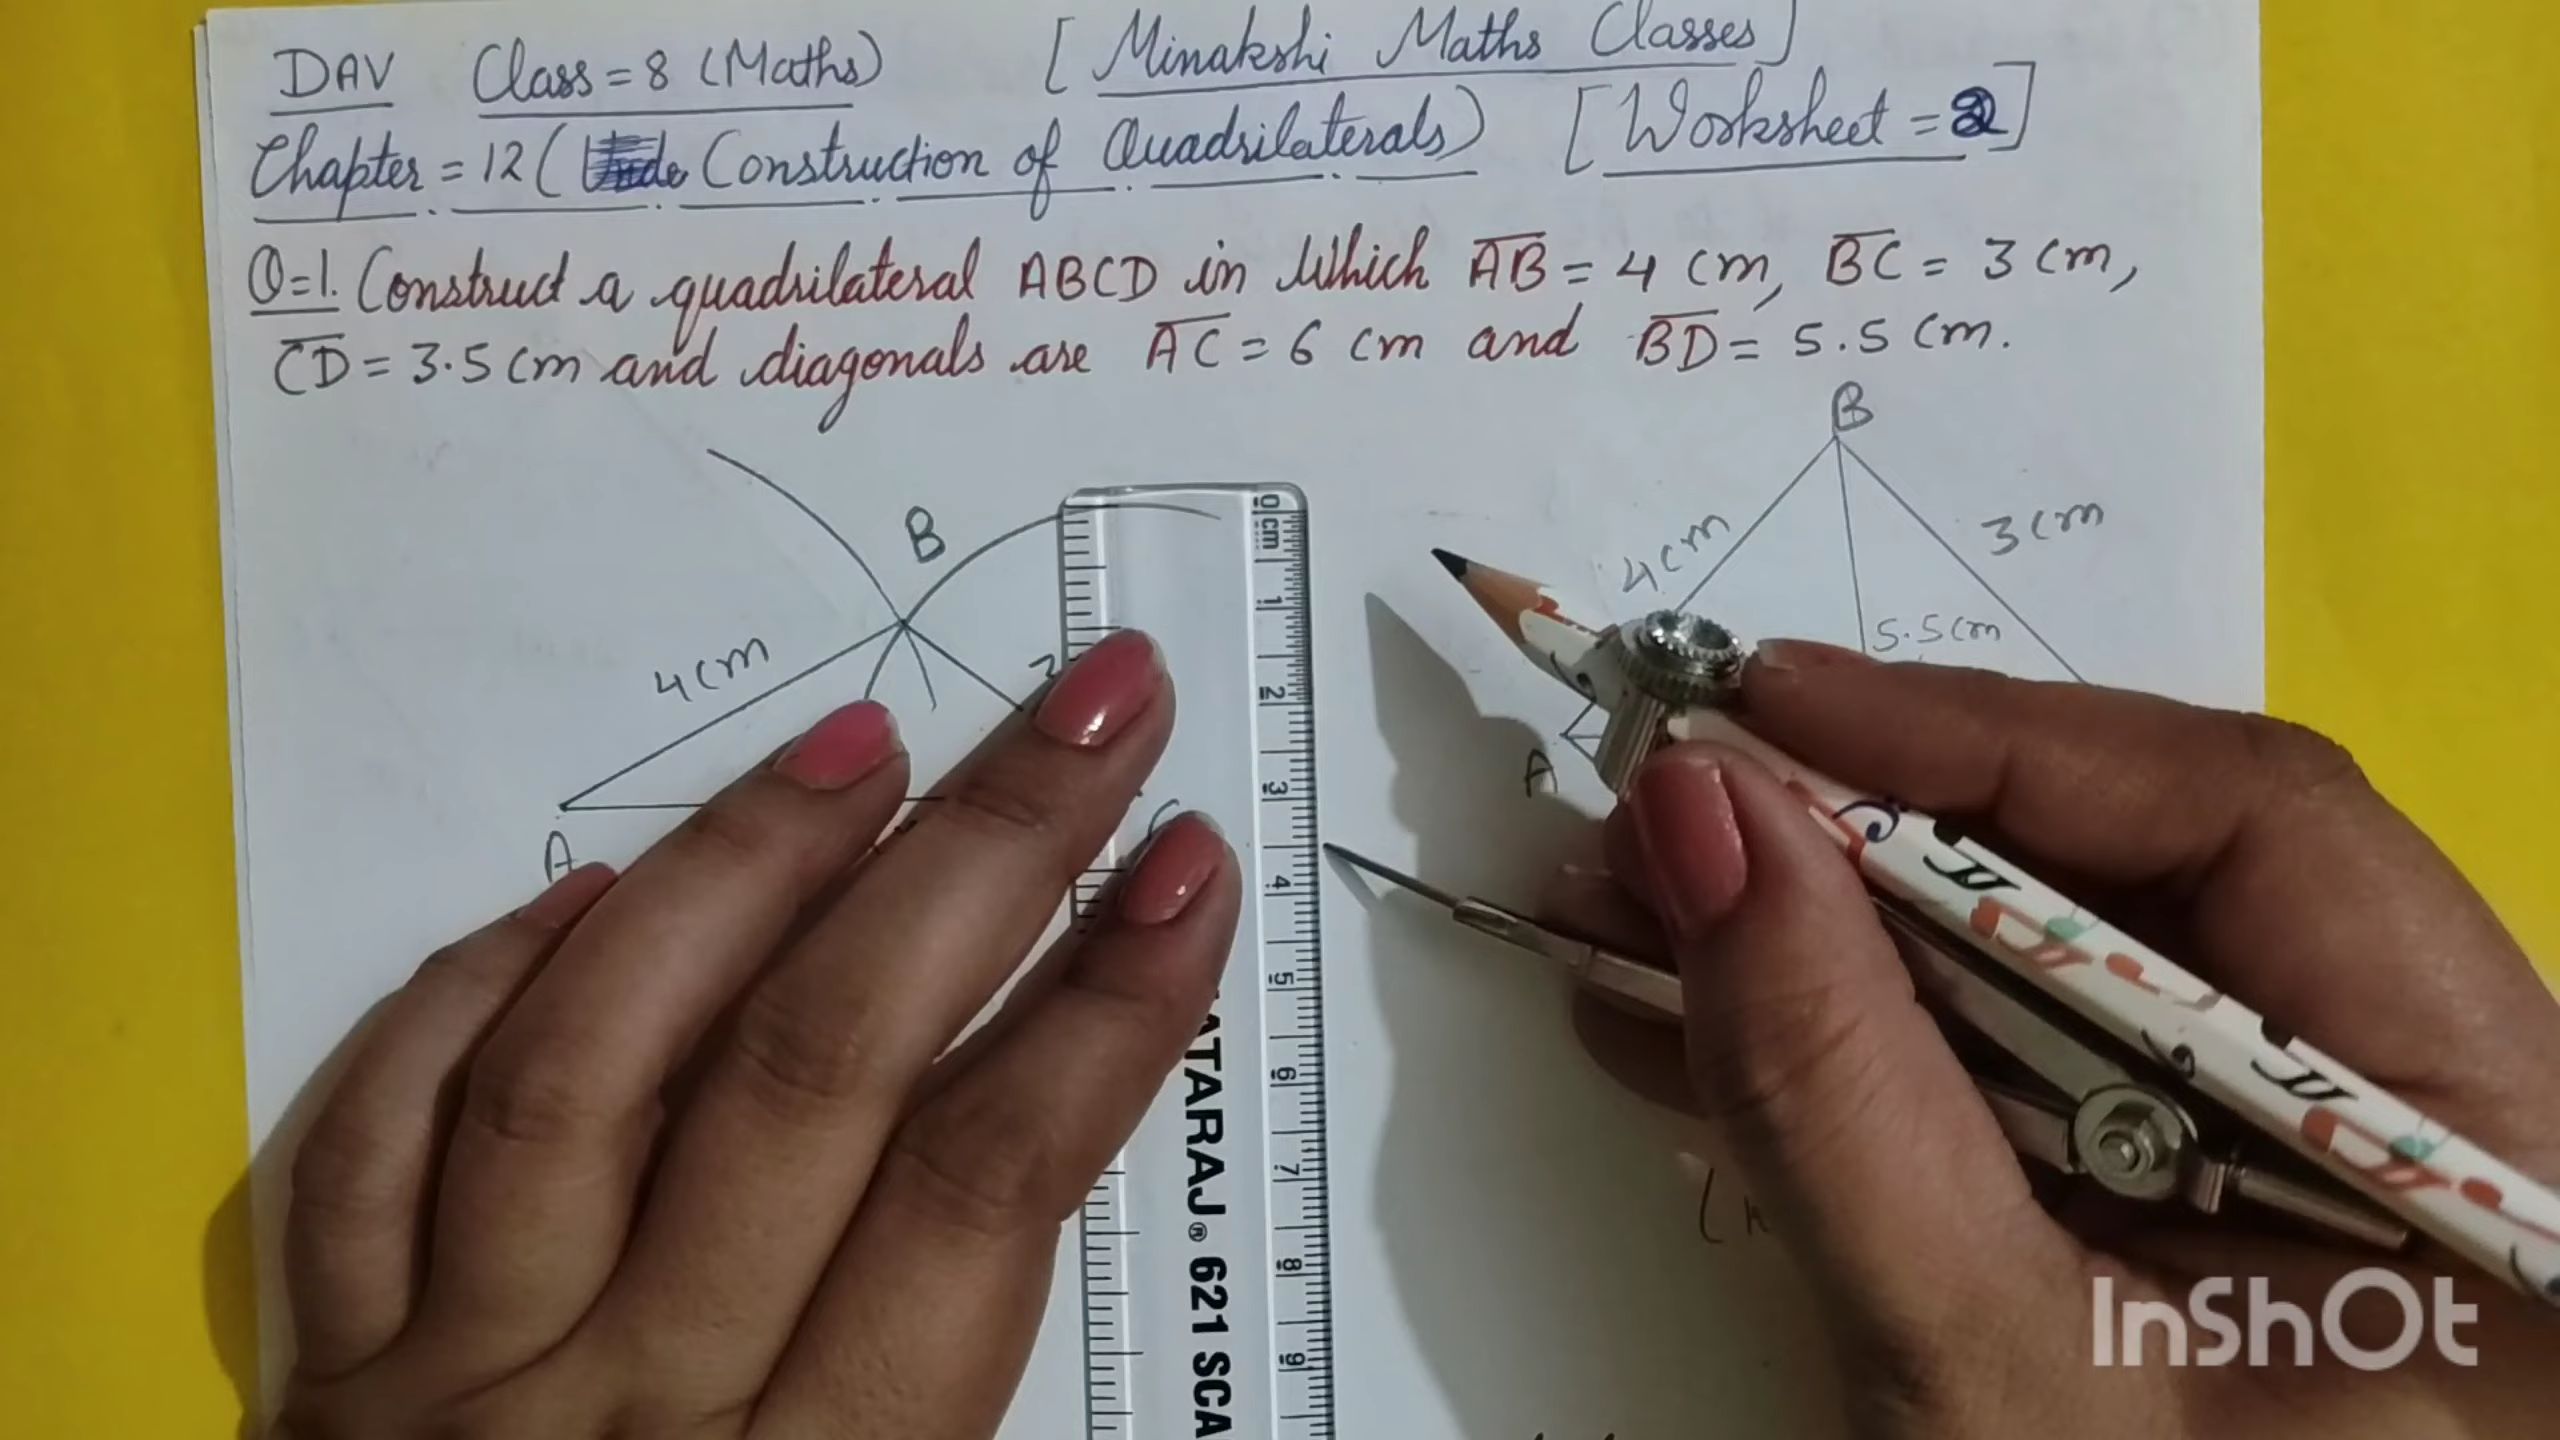 DAV Class = 8 (Maths) [Minakshi Maths Classes]
Chapter = 12 (Construction of Quadrilaterals) [Worksheet = 2]
Q=1. Construct a quadrilateral ABCD in which AB = 4 cm, BC = 3 cm,
CD = 3.5 cm and diagonals are AC = 6 cm and BD = 5.5 cm.
B
B
4cm
3cm
4cm
5.5cm
A
A
C
0 cm 1 2 3 4 5 6 7 8 9
ATARAJ® 621 SCA
InShOt